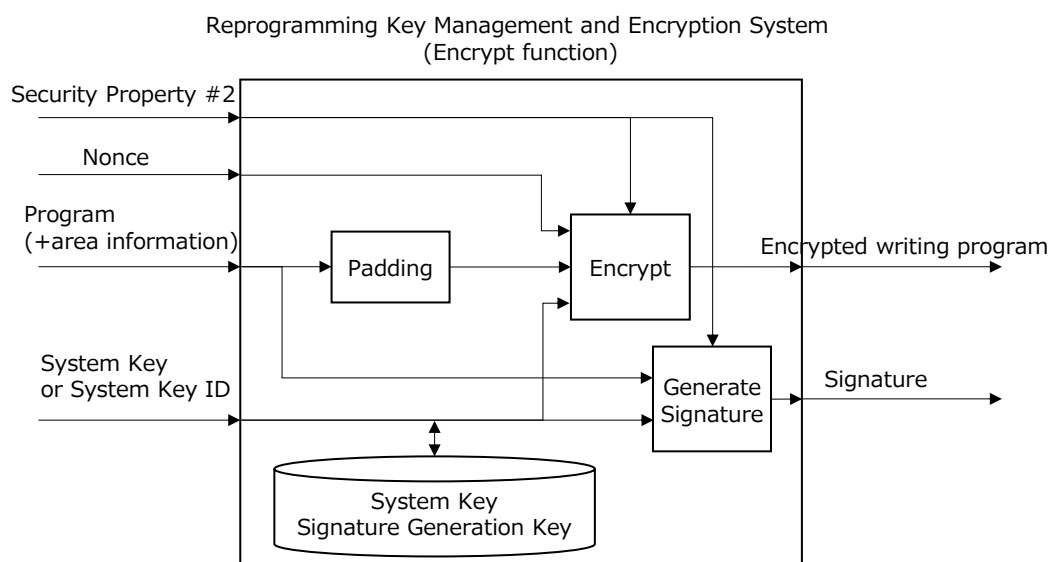 Reprogramming Key Management and Encryption System
(Encrypt function)
Security Property #2
Nonce
Program
(+area information)
Padding
Encrypt
Encrypted writing program
System Key
or System Key ID
Generate
Signature
Signature
System Key
Signature Generation Key